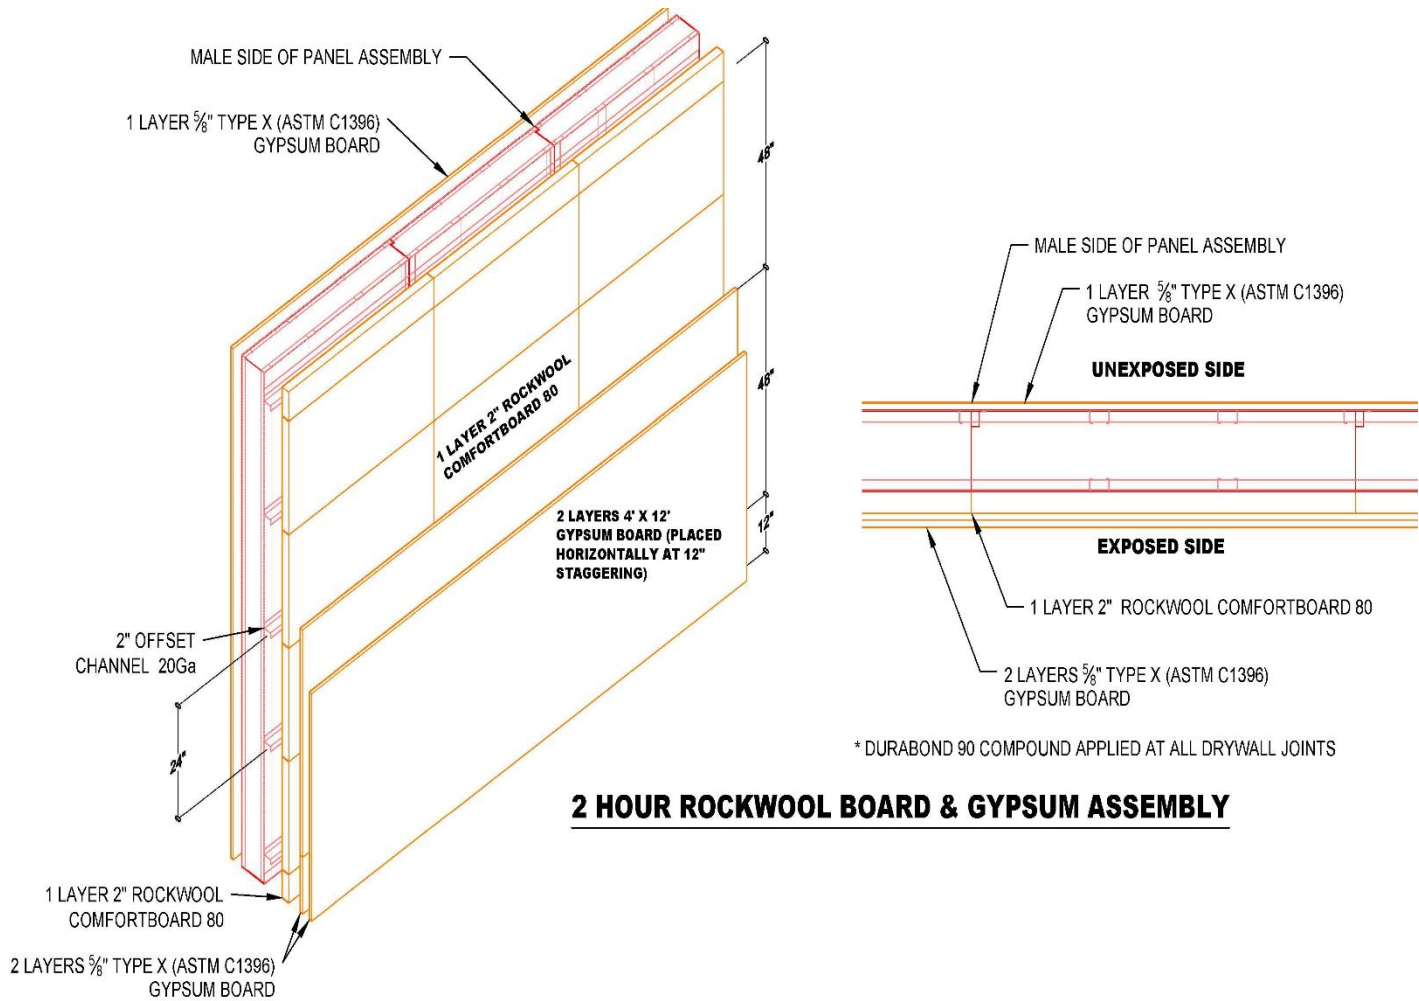 MALE SIDE OF PANEL ASSEMBLY
1 LAYER ⅝" TYPE X (ASTM C1396)
GYPSUM BOARD
48"
48"
12"
1 LAYER 2" ROCKWOOL
COMFORTBOARD 80
2 LAYERS 4' X 12'
GYPSUM BOARD (PLACED
HORIZONTALLY AT 12"
STAGGERING)
2" OFFSET
CHANNEL 20Ga
24"
1 LAYER 2" ROCKWOOL
COMFORTBOARD 80
2 LAYERS ⅝" TYPE X (ASTM C1396)
GYPSUM BOARD
MALE SIDE OF PANEL ASSEMBLY
1 LAYER ⅝" TYPE X (ASTM C1396)
GYPSUM BOARD
UNEXPOSED SIDE
EXPOSED SIDE
1 LAYER 2" ROCKWOOL COMFORTBOARD 80
2 LAYERS ⅝" TYPE X (ASTM C1396)
GYPSUM BOARD
* DURABOND 90 COMPOUND APPLIED AT ALL DRYWALL JOINTS
2 HOUR ROCKWOOL BOARD & GYPSUM ASSEMBLY